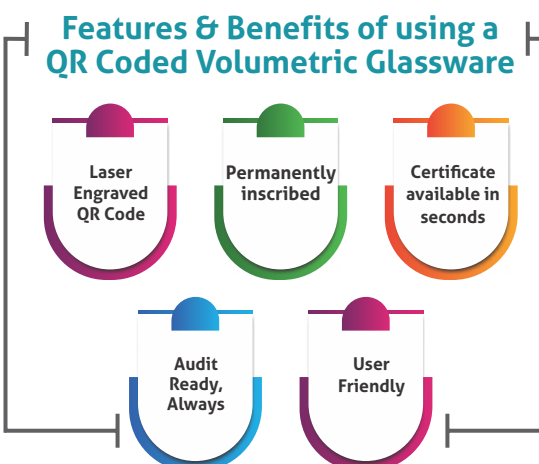 Features & Benefits of using a
QR Coded Volumetric Glassware
Laser
Engraved
QR Code
Permanently
inscribed
Certificate
available in
seconds
Audit
Ready,
Always
User
Friendly